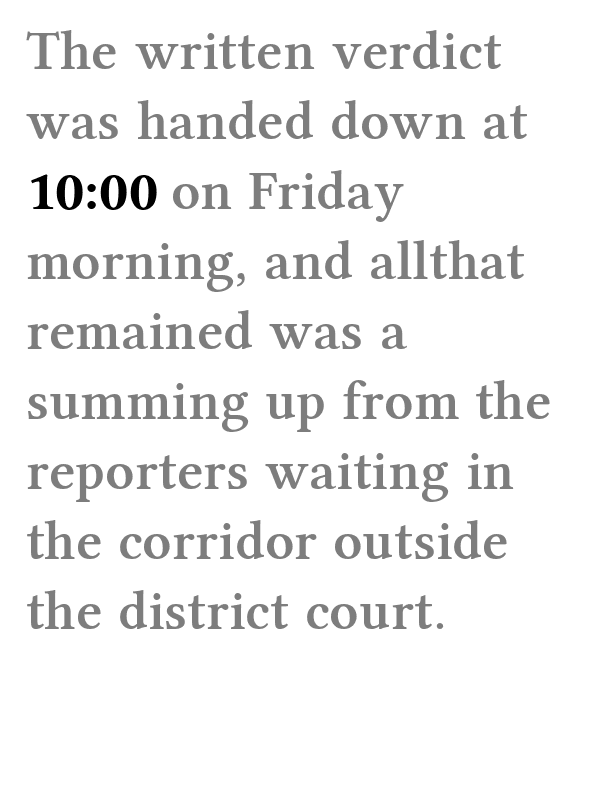 The written verdict
was handed down at
10:00 on Friday
morning, and allthat
remained was a
summing up from the
reporters waiting in
the corridor outside
the district court.